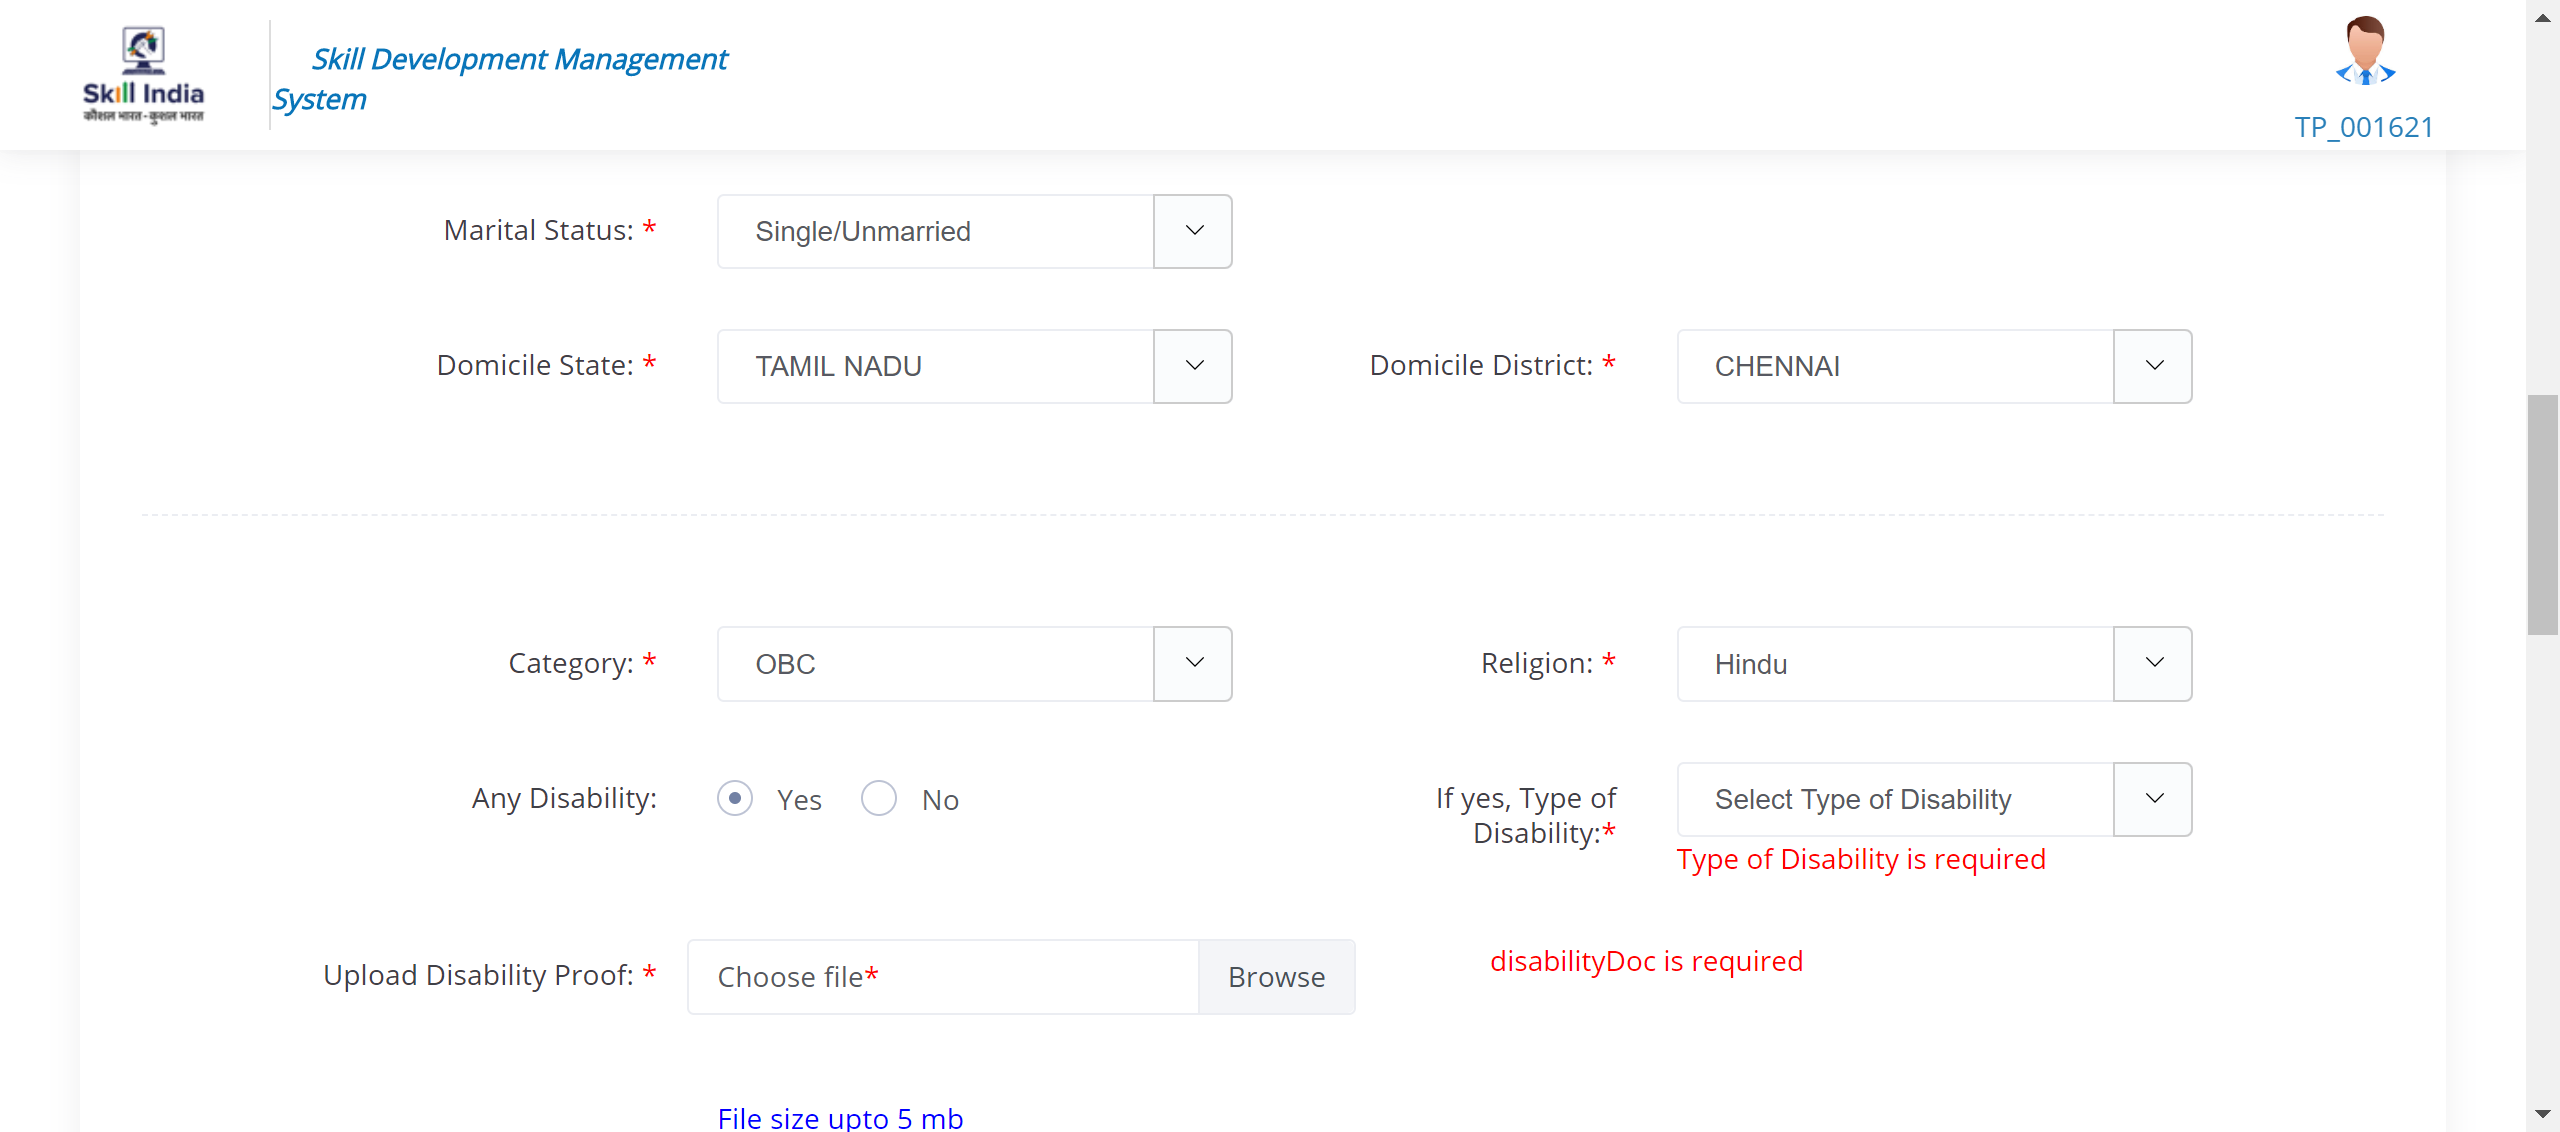 Skill India
कौशल भारत-कुशल भारत
Skill Development Management
System
TP_001621
Marital Status: *
Single/Unmarried
Domicile State: *
TAMIL NADU
Domicile District: *
CHENNAI
Category: *
OBC
Religion: *
Hindu
Any Disability:
Yes
No
If yes, Type of
Disability:*
Select Type of Disability
Type of Disability is required
Upload Disability Proof: *
Choose file*
Browse
disabilityDoc is required
File size upto 5 mb